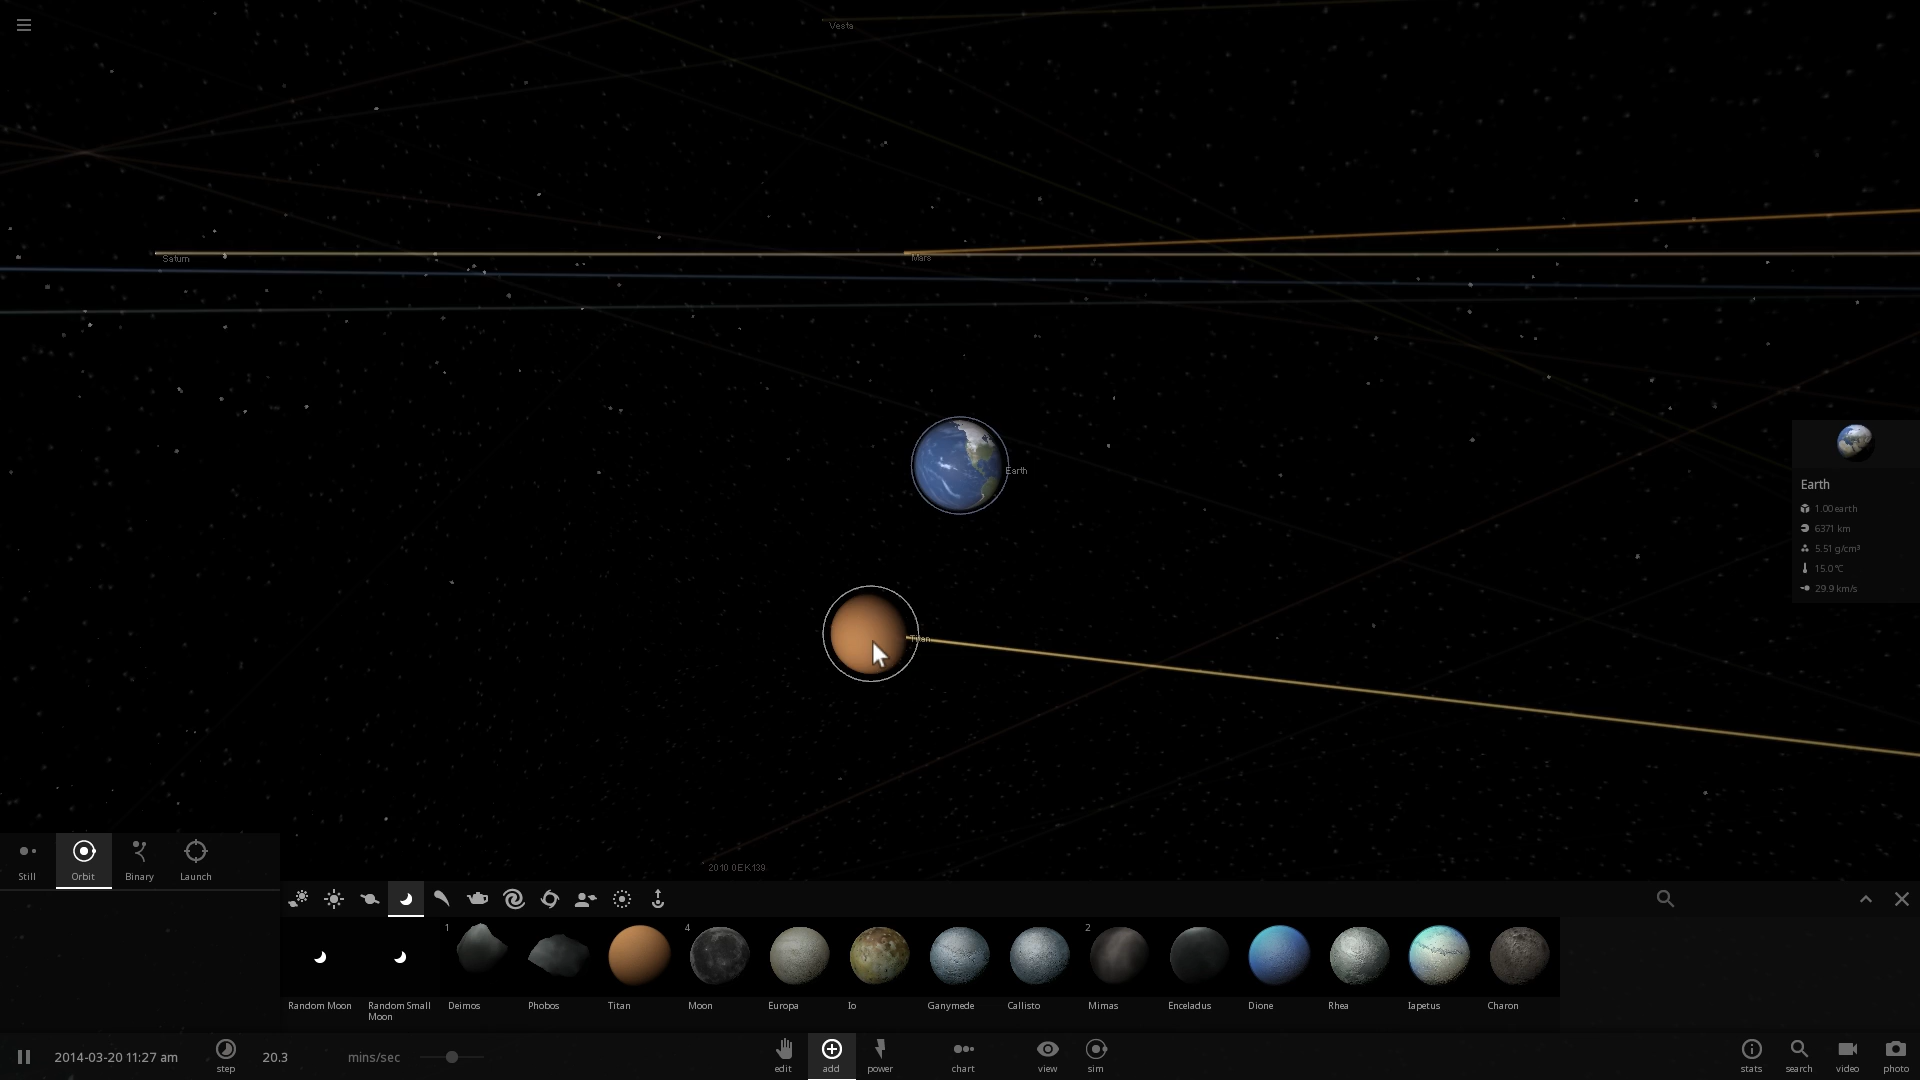 Vesta
Saturn
Mars
Earth
Titan
Earth
1.00 earth
6371 km
5.51 g/cm³
15.0 °C
29.9 km/s
2010 OEK139
Still
Orbit
Binary
Launch
1
4
2
Random Moon
Random Small
Moon
Deimos
Phobos
Titan
Moon
Europa
Io
Ganymede
Callisto
Mimas
Enceladus
Dione
Rhea
Iapetus
Charon
2014-03-20 11:27 am
step
20.3
mins/sec
edit
add
power
chart
view
sim
stats
search
video
photo